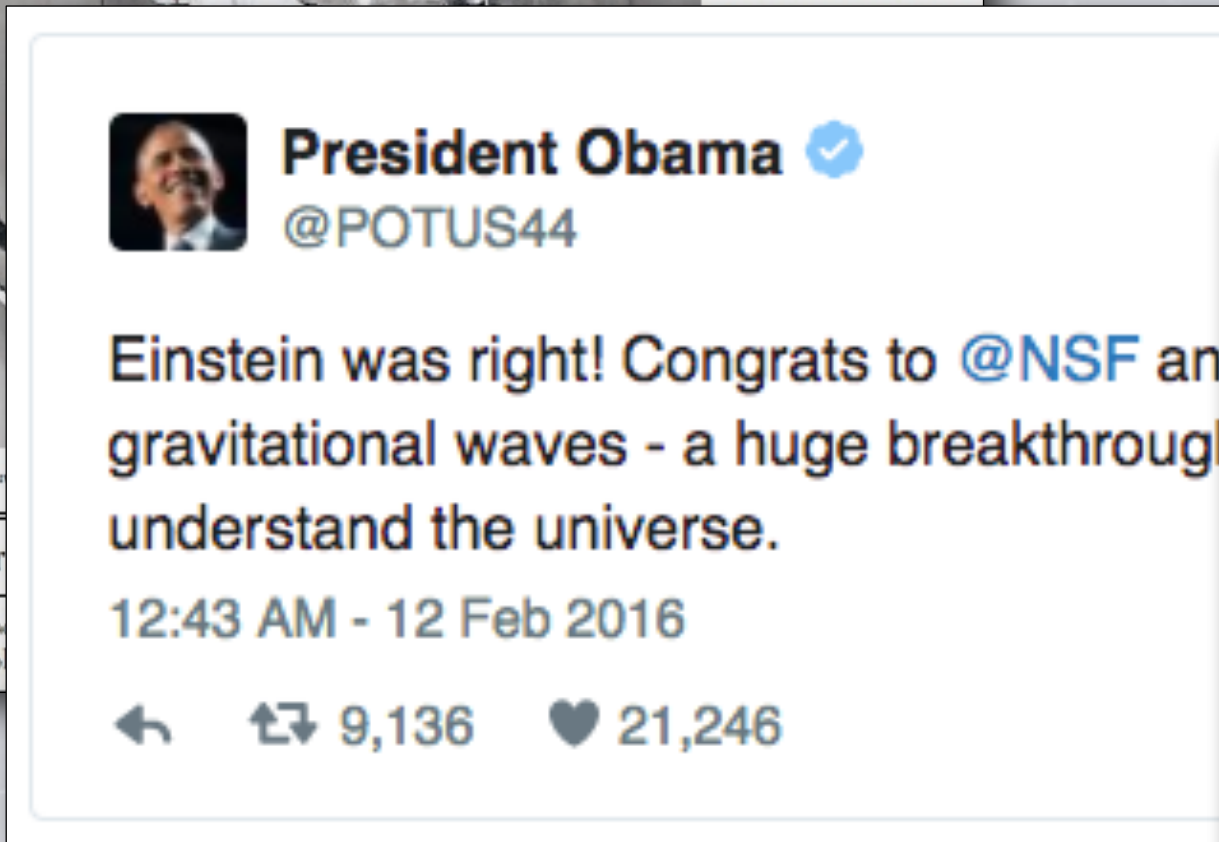 President Obama
@POTUS44
Einstein was right! Congrats to @NSF an
gravitational waves - a huge breakthroug
understand the universe.
12:43 AM - 12 Feb 2016
9,136 21,246